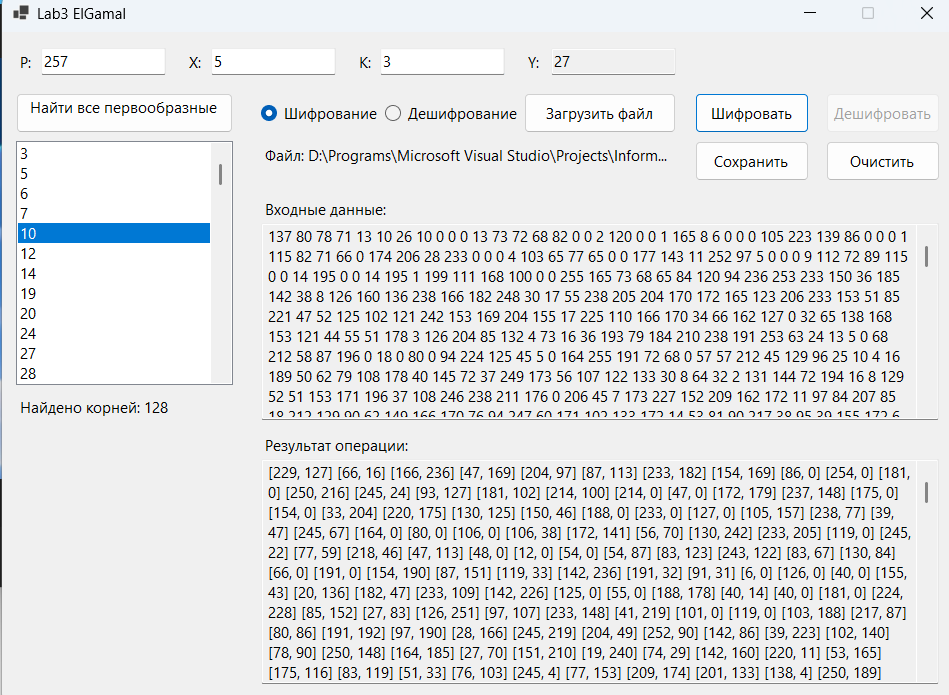 Lab3 ElGamal
P: 257 X: 5 K: 3 Y: 27
Найти все первообразные
Шифрование Дешифрование Загрузить файл Шифровать Дешифровать
Файл: D:\Programs\Microsoft Visual Studio\Projects\Inform...
Сохранить Очистить
3
5
6
7
10
12
14
19
20
24
27
28
Найдено корней: 128
Входные данные:
137 80 78 71 13 10 26 10 0 0 0 13 73 72 68 82 0 0 2 120 0 0 1 165 8 6 0 0 0 105 223 139 86 0 0 0 1
115 82 71 66 0 174 206 28 233 0 0 0 4 103 65 77 65 0 0 177 143 11 252 97 5 0 0 0 9 112 72 89 115
0 0 14 195 0 0 14 195 1 199 111 168 100 0 0 255 165 73 68 65 84 120 94 236 253 233 150 36 185
142 38 8 126 160 136 238 166 182 248 30 17 55 238 205 204 170 172 165 123 206 233 153 51 85
221 47 52 125 102 121 242 153 169 204 155 17 225 110 166 170 34 66 162 127 0 32 65 138 168
153 121 44 55 51 178 3 126 204 85 132 4 73 16 36 193 79 184 210 238 191 253 63 24 13 5 0 68
212 58 87 196 0 18 0 80 0 94 224 125 45 5 0 164 255 191 72 68 0 57 57 212 45 129 96 25 10 4 16
189 50 62 79 108 178 40 145 72 37 249 173 56 107 122 133 30 8 64 32 2 131 144 72 194 16 8 129
52 51 153 171 196 37 108 246 238 211 176 0 206 45 7 173 227 152 209 162 172 11 97 84 207 85
18 212 129 90 62 149 166 170 76 94 247 60 171 102 133 172 14 53 81 90 217 38 95 39 155 172 6
Результат операции:
[229, 127] [66, 16] [166, 236] [47, 169] [204, 97] [87, 113] [233, 182] [154, 169] [86, 0] [254, 0] [181,
0] [250, 216] [245, 24] [93, 127] [181, 102] [214, 100] [214, 0] [47, 0] [172, 179] [237, 148] [175, 0]
[154, 0] [33, 204] [220, 175] [130, 125] [150, 46] [188, 0] [233, 0] [127, 0] [105, 157] [238, 77] [39,
47] [245, 67] [164, 0] [80, 0] [106, 0] [106, 38] [172, 141] [56, 70] [130, 242] [233, 205] [119, 0] [245,
22] [77, 59] [218, 46] [47, 113] [48, 0] [12, 0] [54, 0] [54, 87] [83, 123] [243, 122] [83, 67] [130, 84]
[66, 0] [191, 0] [154, 190] [87, 151] [119, 33] [142, 236] [191, 32] [91, 31] [6, 0] [126, 0] [40, 0] [155,
43] [20, 136] [182, 47] [233, 109] [142, 226] [125, 0] [55, 0] [188, 178] [40, 14] [40, 0] [181, 0] [224,
228] [85, 152] [27, 83] [126, 251] [97, 107] [233, 148] [41, 219] [101, 0] [119, 0] [103, 188] [217, 87]
[80, 86] [191, 192] [97, 190] [28, 166] [245, 219] [204, 49] [252, 90] [142, 86] [39, 223] [102, 140]
[78, 90] [250, 148] [164, 185] [27, 70] [151, 210] [19, 240] [74, 29] [142, 160] [220, 11] [53, 165]
[175, 116] [83, 119] [51, 33] [76, 103] [245, 4] [77, 153] [209, 174] [201, 133] [138, 4] [250, 189]